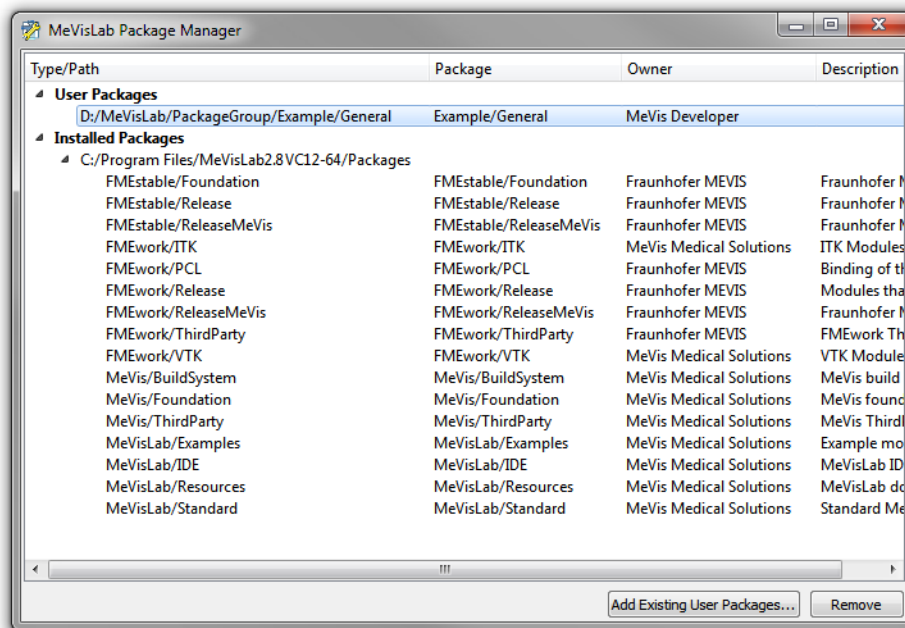 MeVisLab Package Manager
Type/Path Package Owner Description
User Packages
D:/MeVisLab/PackageGroup/Example/General Example/General MeVis Developer
Installed Packages
C:/Program Files/MeVisLab2.8VC12-64/Packages
FMEstable/Foundation FMEstable/Foundation Fraunhofer MEVIS Fraunhofer
FMEstable/Release FMEstable/Release Fraunhofer MEVIS Fraunhofer
FMEstable/ReleaseMeVis FMEstable/ReleaseMeVis Fraunhofer MEVIS Fraunhofer
FMEwork/ITK FMEwork/ITK MeVis Medical Solutions ITK Modules
FMEwork/PCL FMEwork/PCL Fraunhofer MEVIS Binding of
FMEwork/Release FMEwork/Release Fraunhofer MEVIS Modules tha
FMEwork/ReleaseMeVis FMEwork/ReleaseMeVis Fraunhofer MEVIS Fraunhofer
FMEwork/ThirdParty FMEwork/ThirdParty Fraunhofer MEVIS FMEwork Th
FMEwork/VTK FMEwork/VTK MeVis Medical Solutions VTK Module
MeVis/BuildSystem MeVis/BuildSystem MeVis Medical Solutions MeVis build
MeVis/Foundation MeVis/Foundation MeVis Medical Solutions MeVis found
MeVis/ThirdParty MeVis/ThirdParty MeVis Medical Solutions MeVis Third
MeVisLab/Examples MeVisLab/Examples MeVis Medical Solutions Example mo
MeVisLab/IDE MeVisLab/IDE MeVis Medical Solutions MeVisLab ID
MeVisLab/Resources MeVisLab/Resources MeVis Medical Solutions MeVisLab do
MeVisLab/Standard MeVisLab/Standard MeVis Medical Solutions Standard Me
Add Existing User Packages... Remove